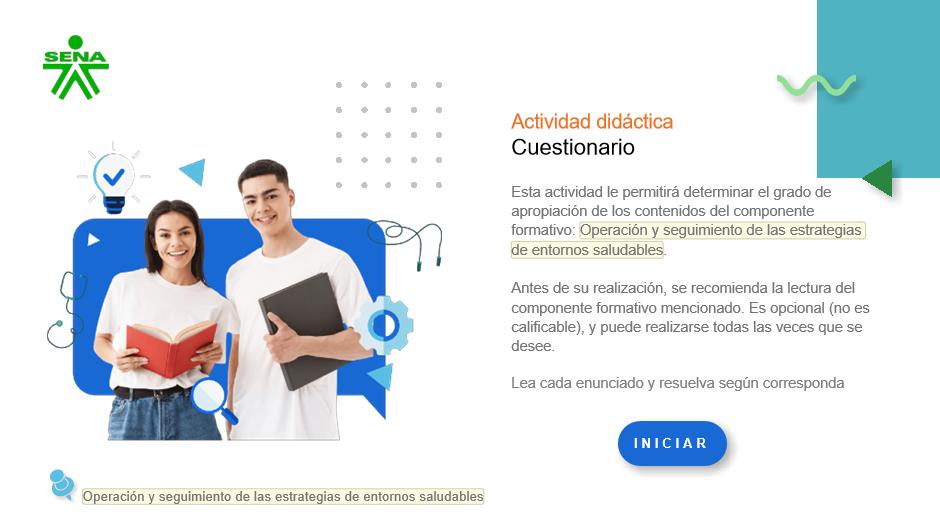 SENA
Actividad didáctica
Cuestionario
Esta actividad le permitirá determinar el grado de
apropiación de los contenidos del componente
formativo: Operación y seguimiento de las estrategias
de entornos saludables.
Antes de su realización, se recomienda la lectura del
componente formativo mencionado. Es opcional (no es
calificable), y puede realizarse todas las veces que se
desee.
Lea cada enunciado y resuelva según corresponda
INICIAR
Operación y seguimiento de las estrategias de entornos saludables